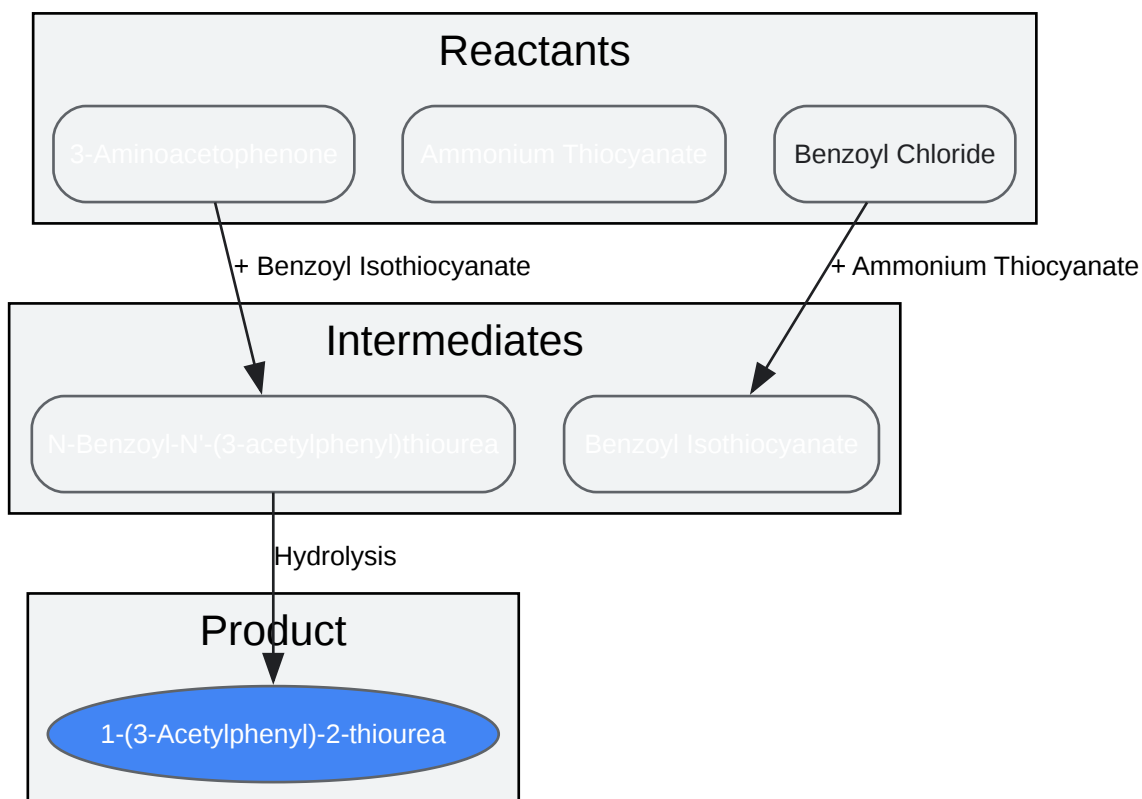 Reactants
3-Aminoacetophenone
Ammonium Thiocyanate
Benzoyl Chloride
+ Benzoyl Isothiocyanate
+ Ammonium Thiocyanate
Intermediates
N-Benzoyl-N'-(3-acetylphenyl)thiourea
Benzoyl Isothiocyanate
Hydrolysis
Product
1-(3-Acetylphenyl)-2-thiourea